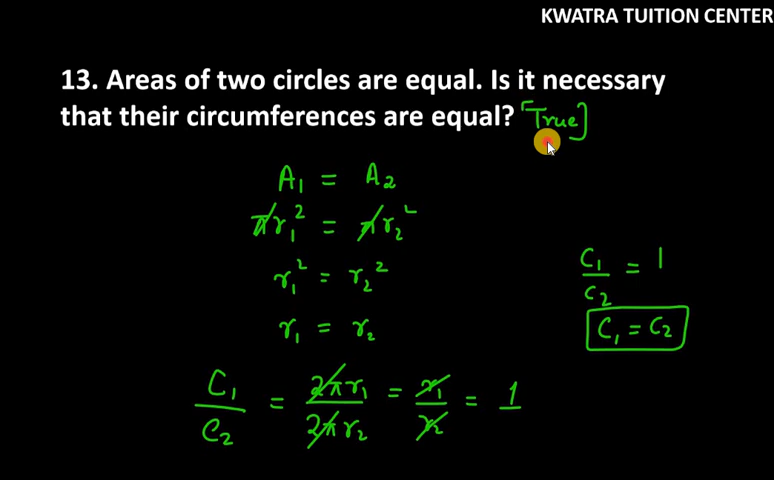 KWATRA TUITION CENTER
13. Areas of two circles are equal. Is it necessary
that their circumferences are equal? [True]
A₁ = A₂
πr₁² = πr₂²
r₁² = r₂²
r₁ = r₂
C₁/C₂ = 2πr₁/2πr₂ = r₁/r₂ = 1
C₁/C₂ = 1
C₁ = C₂